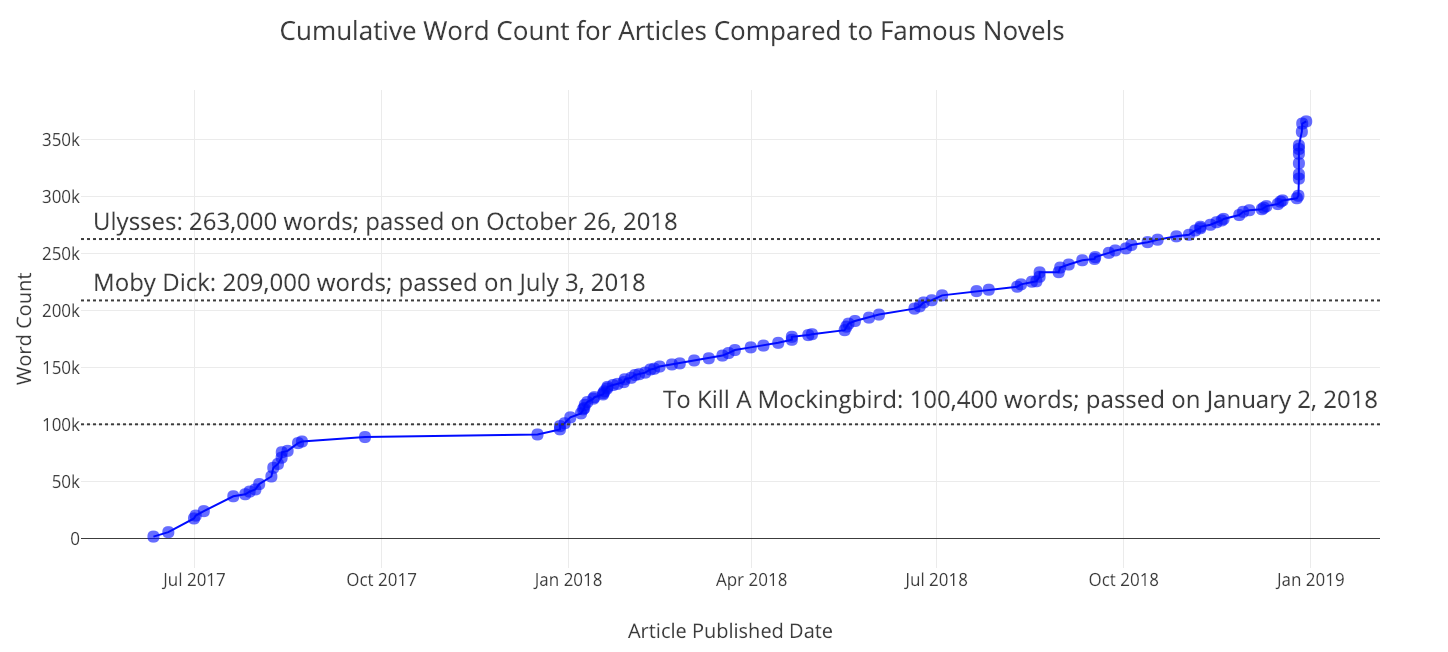 Cumulative Word Count for Articles Compared to Famous Novels
350k
300k
Ulysses: 263,000 words; passed on October 26, 2018
250k
Moby Dick: 209,000 words; passed on July 3, 2018
200k
150k
To Kill A Mockingbird: 100,400 words; passed on January 2, 2018
100k
50k
0
Word Count
Jul 2017
Oct 2017
Jan 2018
Apr 2018
Jul 2018
Oct 2018
Jan 2019
Article Published Date